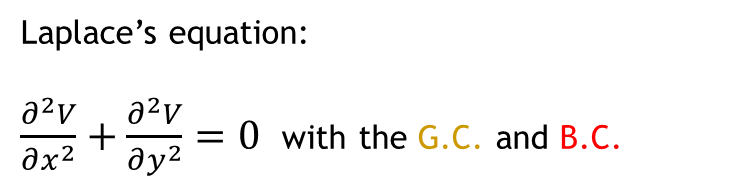 Laplace’s equation:
∂²V/∂x² + ∂²V/∂y² = 0 with the G.C. and B.C.